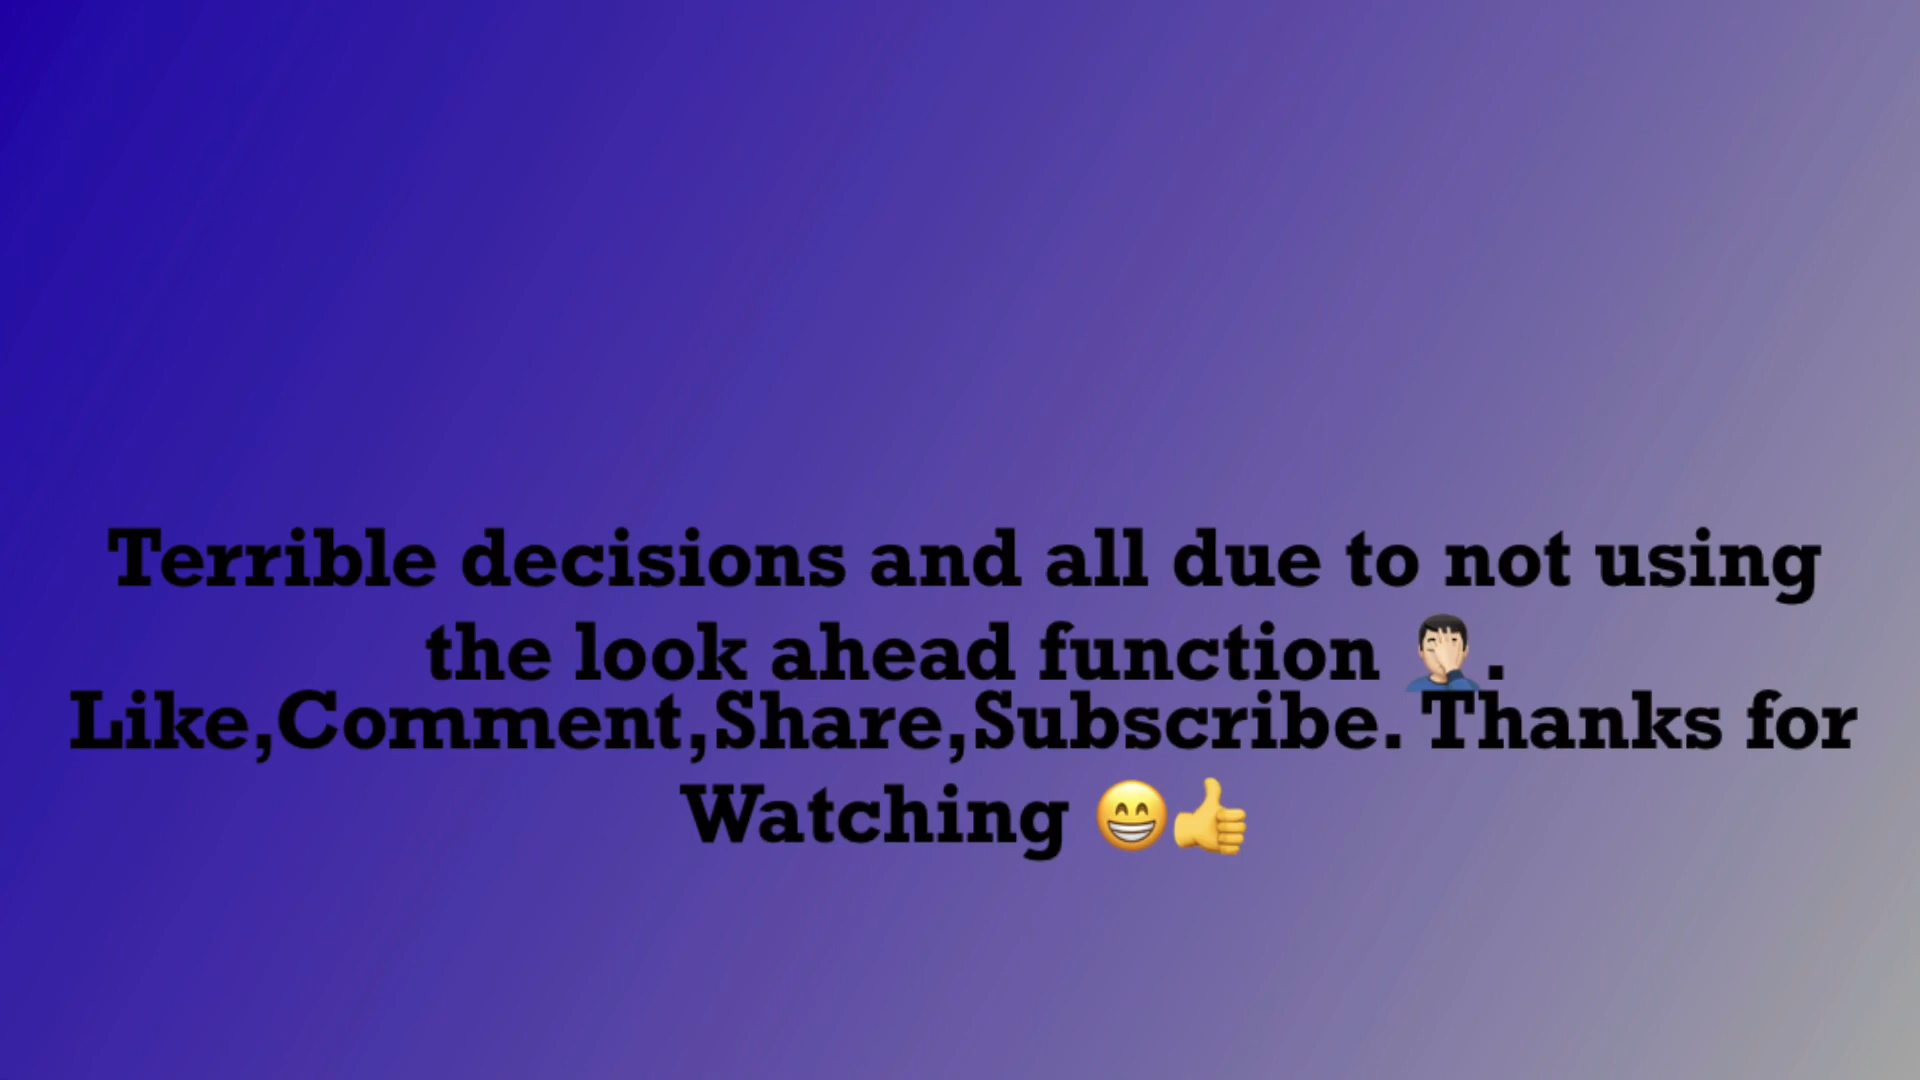 Terrible decisions and all due to not using
the look ahead function 🤦🏻‍♂️.
Like,Comment,Share,Subscribe. Thanks for
Watching 😁👍